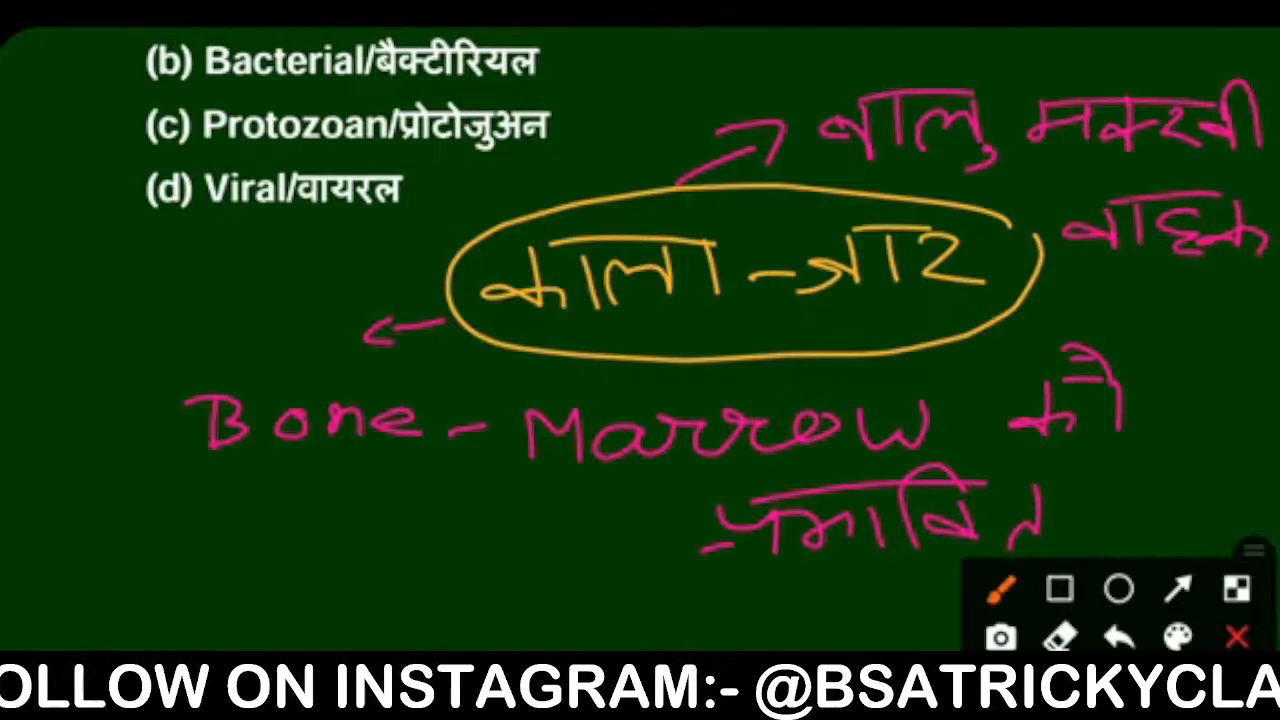 (b) Bacterial/बैक्टीरियल
(c) Protozoan/प्रोटोजुअन
(d) Viral/वायरल
बालु मक्खी
वाहक
काला-जार
Bone-Marrow को
प्रभावित
OLLOW ON INSTAGRAM:- @BSATRICKYCLA